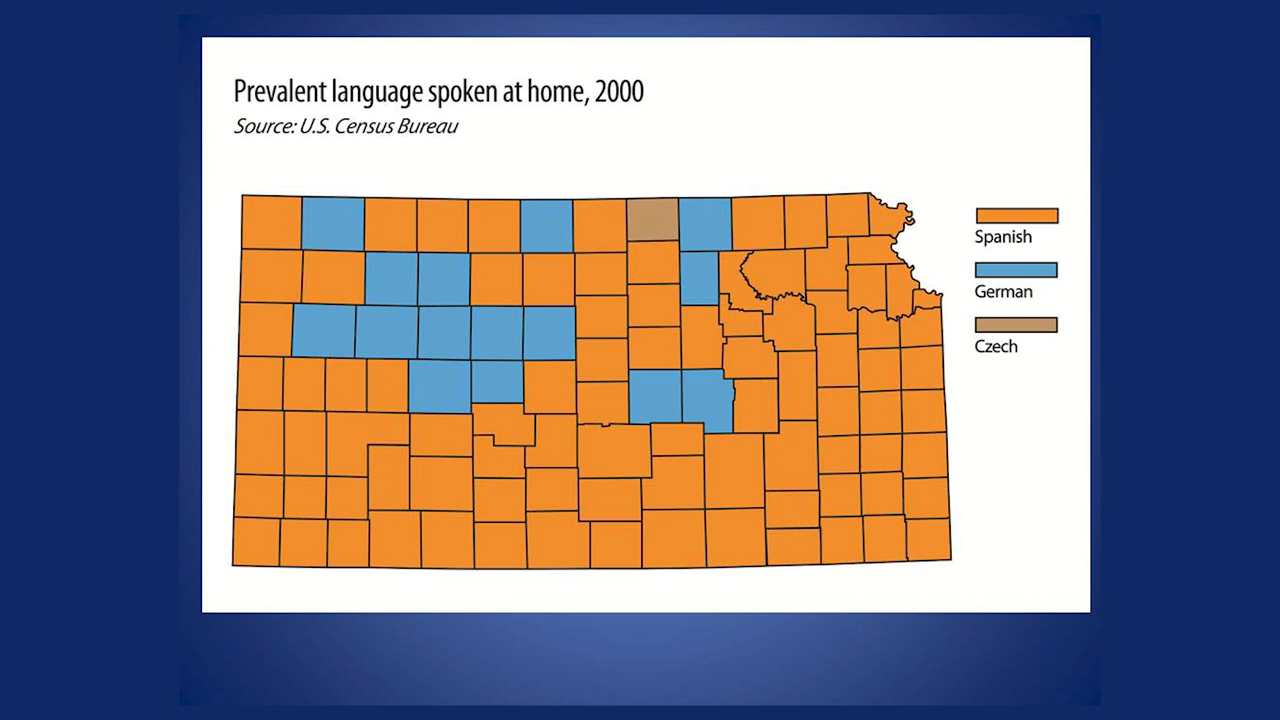 Prevalent language spoken at home, 2000
Source: U.S. Census Bureau
Spanish
German
Czech